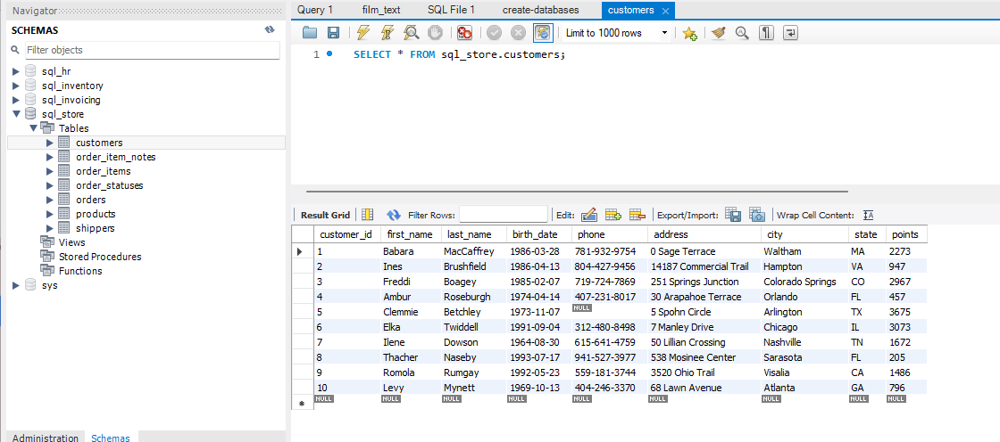 Navigator
SCHEMAS
Filter objects
sql_hr
sql_inventory
sql_invoicing
sql_store
Tables
customers
order_item_notes
order_items
order_statuses
orders
products
shippers
Views
Stored Procedures
Functions
sys
Administration Schemas
Query 1 film_text SQL File 1 create-databases customers
Limit to 1000 rows
1 SELECT * FROM sql_store.customers;
Result Grid Filter Rows: Edit: Export/Import: Wrap Cell Content: IA
customer_id first_name last_name birth_date phone address city state points
1 Babara MacCaffrey 1986-03-28 781-932-9754 0 Sage Terrace Waltham MA 2273
2 Ines Brushfield 1986-04-13 804-427-9456 14187 Commercial Trail Hampton VA 947
3 Freddi Boagey 1985-02-07 719-724-7869 251 Springs Junction Colorado Springs CO 2967
4 Ambur Roseburgh 1974-04-14 407-231-8017 30 Arapahoe Terrace Orlando FL 457
5 Clemmie Betchley 1973-11-07 NULL 5 Spohn Circle Arlington TX 3675
6 Elka Twiddell 1991-09-04 312-480-8498 7 Manley Drive Chicago IL 3073
7 Ilene Dowson 1964-08-30 615-641-4759 50 Lillian Crossing Nashville TN 1672
8 Thacher Naseby 1993-07-17 941-527-3977 538 Mosinee Center Sarasota FL 205
9 Romola Rumgay 1992-05-23 559-181-3744 3520 Ohio Trail Visalia CA 1486
10 Levy Mynett 1969-10-13 404-246-3370 68 Lawn Avenue Atlanta GA 796
NULL NULL NULL NULL NULL NULL NULL NULL NULL